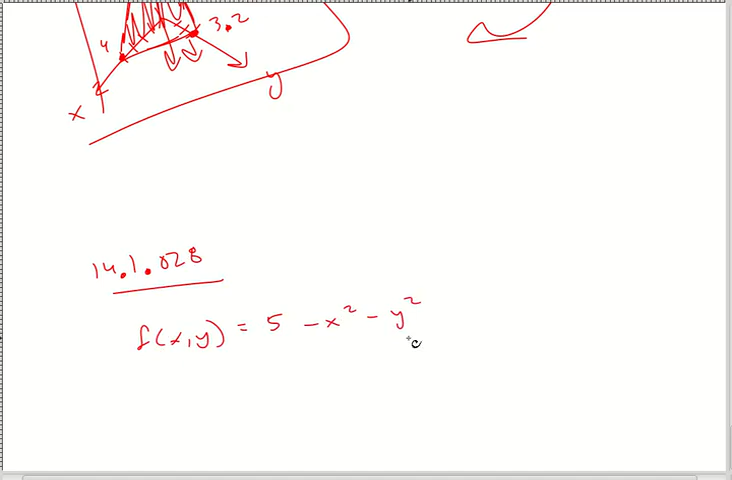 4
3.2
x
y
14.1.028
f(x,y) = 5 - x² - y²